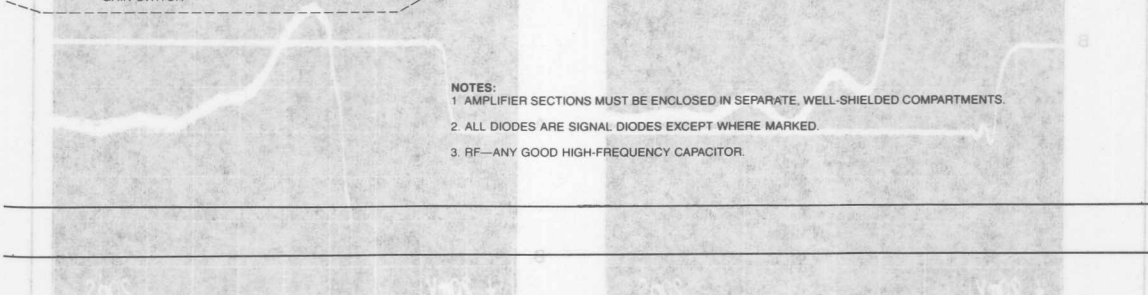 NOTES:
1 AMPLIFIER SECTIONS MUST BE ENCLOSED IN SEPARATE, WELL-SHIELDED COMPARTMENTS.
2. ALL DIODES ARE SIGNAL DIODES EXCEPT WHERE MARKED.
3. RF—ANY GOOD HIGH-FREQUENCY CAPACITOR.